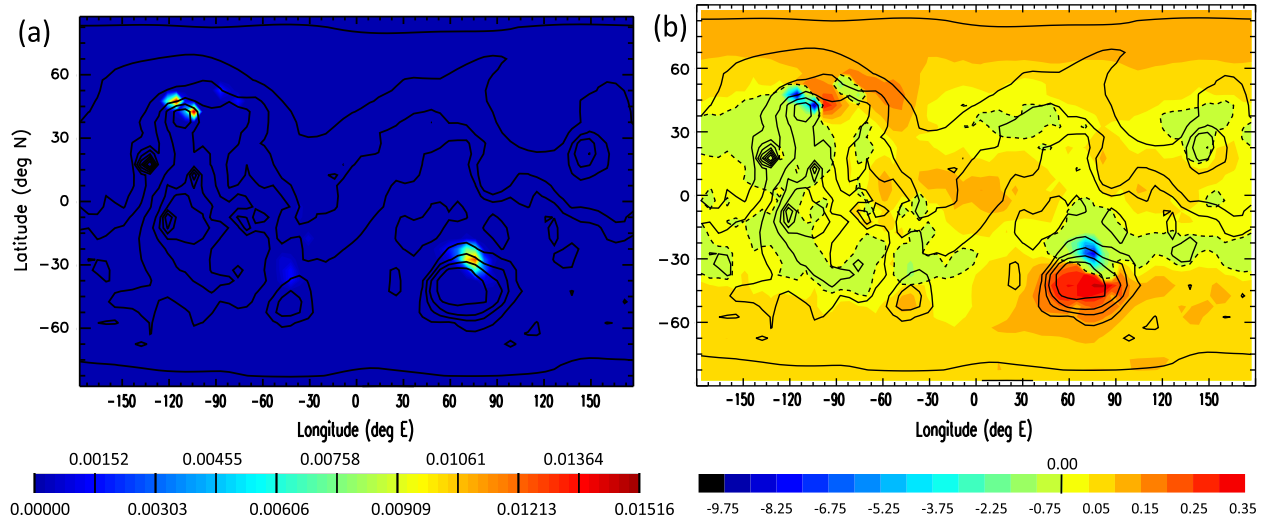 (a)
(b)
60
30
0
−30
−60
Latitude (deg N)
-150 -120 -90 -60 -30 0 30 60 90 120 150
Longitude (deg E)
60
30
0
−30
−60
-150 -120 -90 -60 -30 0 30 60 90 120 150
Longitude (deg E)
0.00152 0.00455 0.00758 0.01061 0.01364
0.00000 0.00303 0.00606 0.00909 0.01213 0.01516
0.00
-9.75 -8.25 -6.75 -5.25 -3.75 -2.25 -0.75 0.05 0.15 0.25 0.35